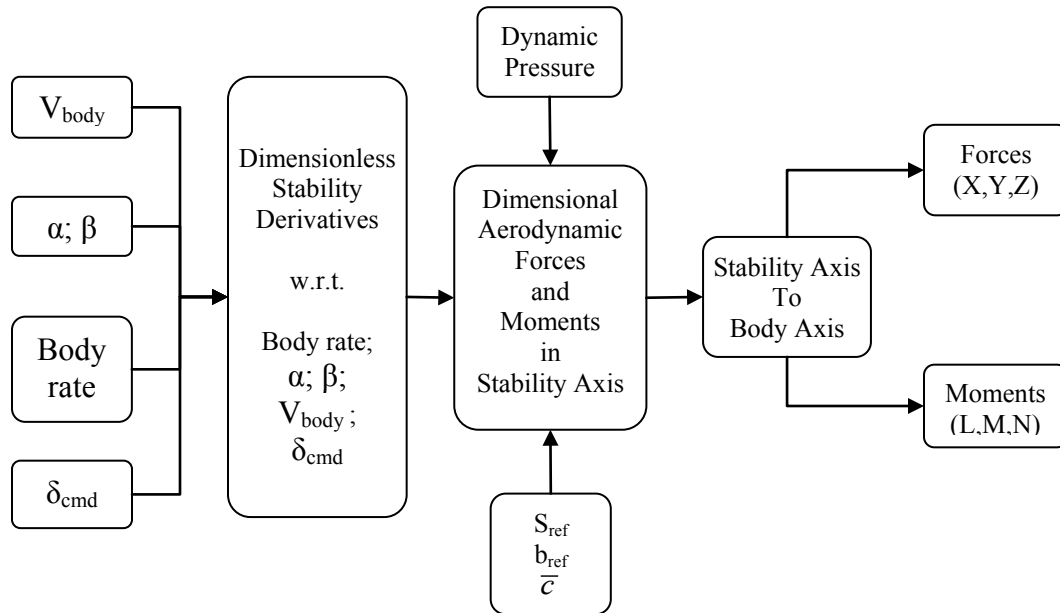 V_body
α; β
Body
rate
δ_cmd
Dimensionless
Stability
Derivatives
w.r.t.
Body rate;
α; β;
V_body ;
δ_cmd
Dynamic
Pressure
Dimensional
Aerodynamic
Forces
and
Moments
in
Stability Axis
S_ref
b_ref
c̅
Stability Axis
To
Body Axis
Forces
(X,Y,Z)
Moments
(L,M,N)